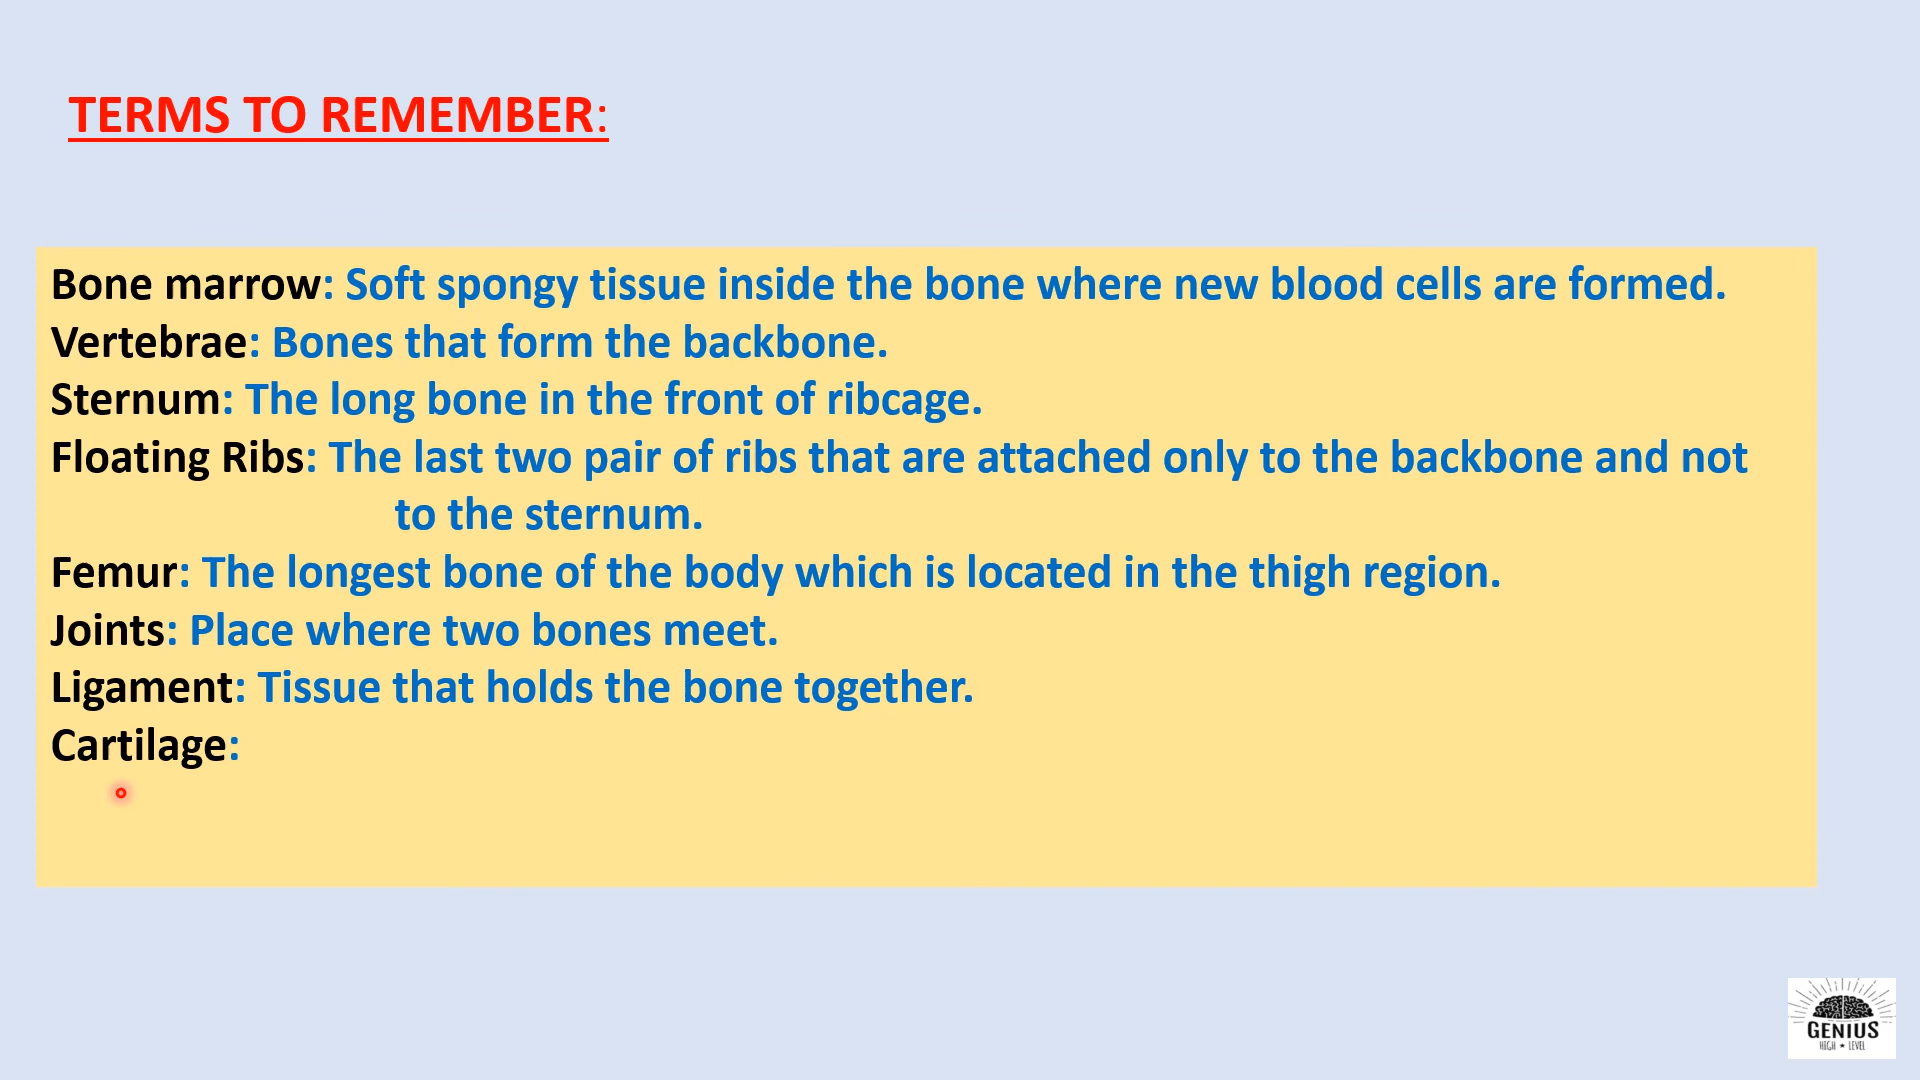 TERMS TO REMEMBER:
Bone marrow: Soft spongy tissue inside the bone where new blood cells are formed.
Vertebrae: Bones that form the backbone.
Sternum: The long bone in the front of ribcage.
Floating Ribs: The last two pair of ribs that are attached only to the backbone and not
to the sternum.
Femur: The longest bone of the body which is located in the thigh region.
Joints: Place where two bones meet.
Ligament: Tissue that holds the bone together.
Cartilage:
GENIUS
HIGH ★ LEVEL